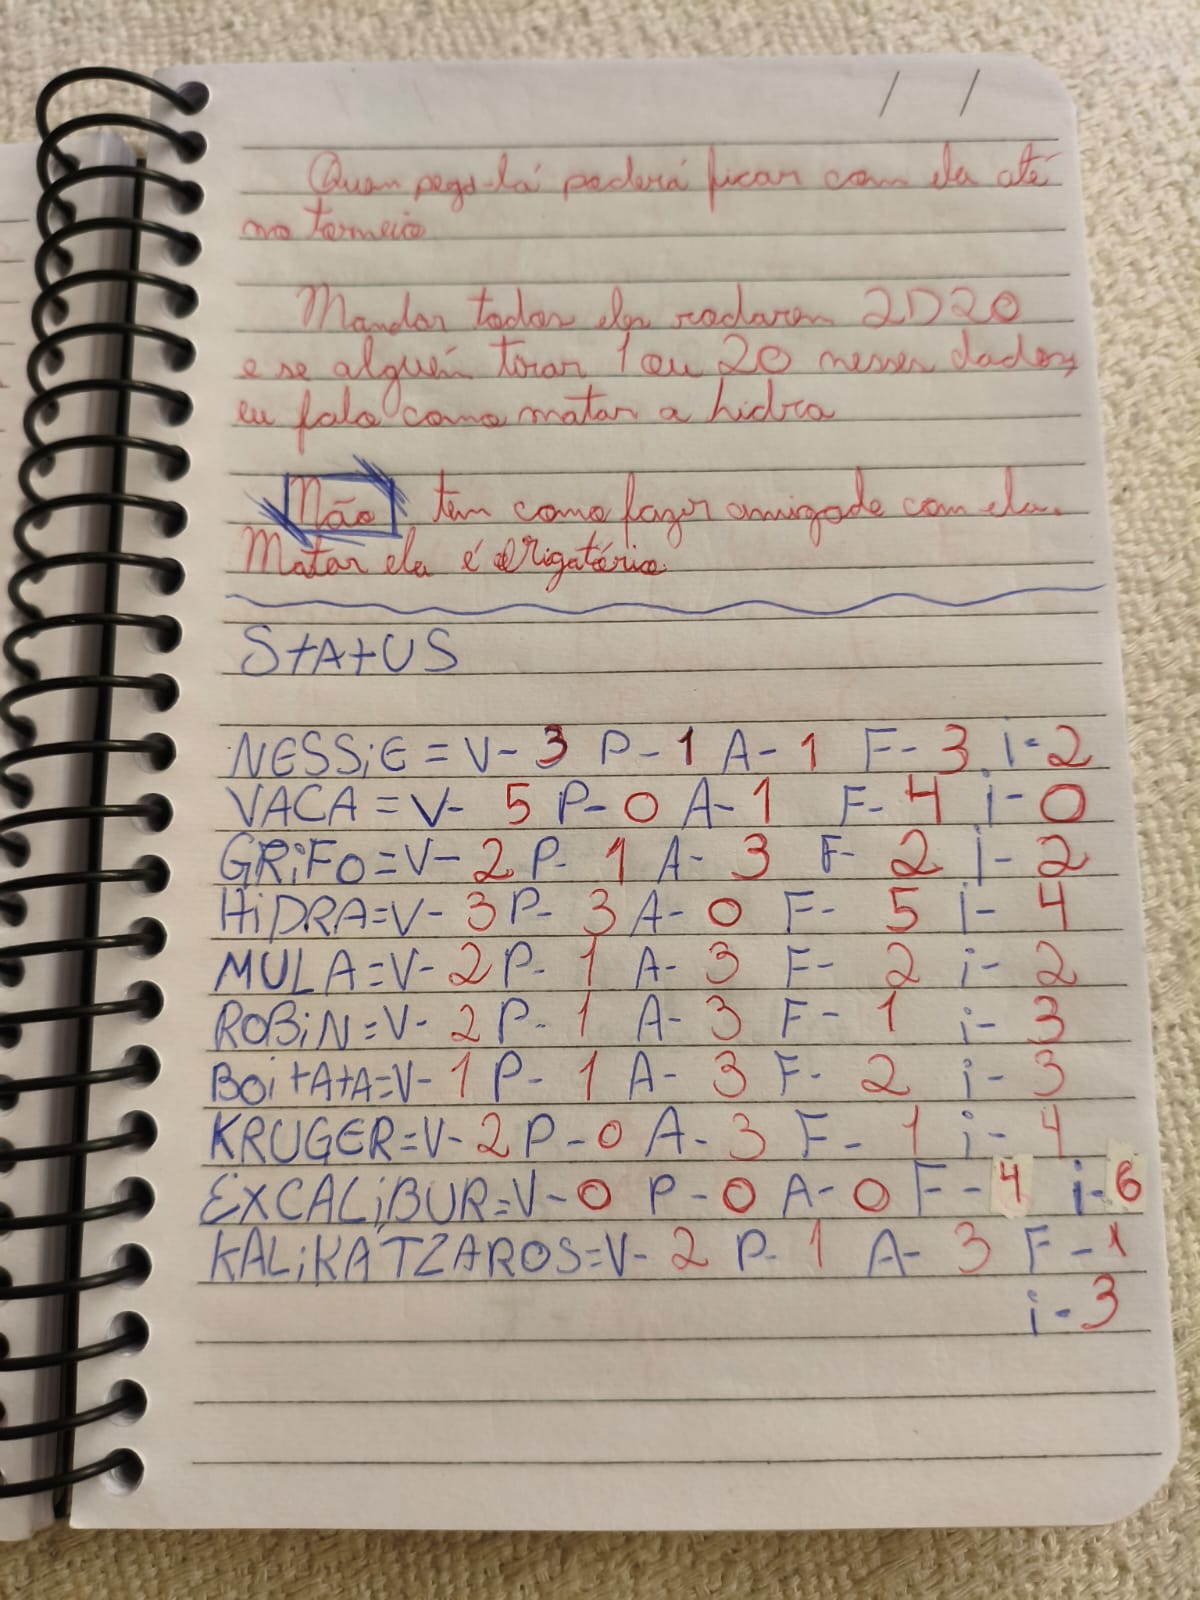 / /
Quan pega-lá poderá ficar com ela até
no torneio
Mandar todos eles rodarem 2D20
e se alguém tirar 1 ou 20 nesses dados,
eu falo como matar a hidra
Não tem como fazer amizade com ela.
Matar ela é obrigatório
StAtUS
NESSiE = V- 3 P - 1 A - 1 F- 3 i - 2
VACA = V- 5 P- 0 A- 1 F- 4 i - 0
GRiFO = V- 2 P- 1 A - 3 F- 2 i - 2
HiDRA = V- 3 P- 3 A - 0 F- 5 i- 4
MULA = V- 2 P- 1 A- 3 F- 2 i- 2
ROBiN = V- 2 P- 1 A- 3 F - 1 i- 3
BOitAtA = V- 1 P- 1 A - 3 F- 2 i- 3
KRUGER = V- 2 P - 0 A - 3 F - 1 i- 4
EXCALiBUR = V- 0 P - 0 A- 0 F - 4 i- 6
KALiKATZAROS = V- 2 P- 1 A- 3 F - 1
i - 3